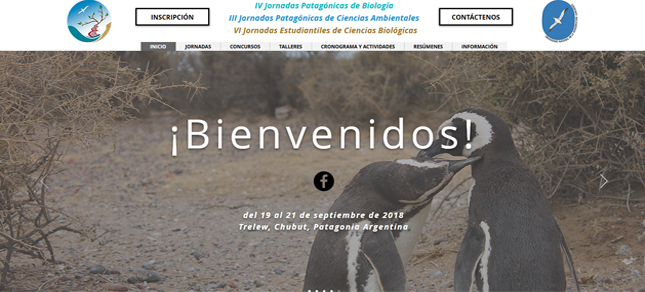 IV Jornadas Patagónicas de Biología
III Jornadas Patagónicas de Ciencias Ambientales
VI Jornadas Estudiantiles de Ciencias Biológicas
INSCRIPCIÓN
CONTÁCTENOS
INICIO JORNADAS CONCURSOS TALLERES CRONOGRAMA Y ACTIVIDADES RESÚMENES INFORMACIÓN
¡Bienvenidos!
f
del 19 al 21 de septiembre de 2018
Trelew, Chubut, Patagonia Argentina